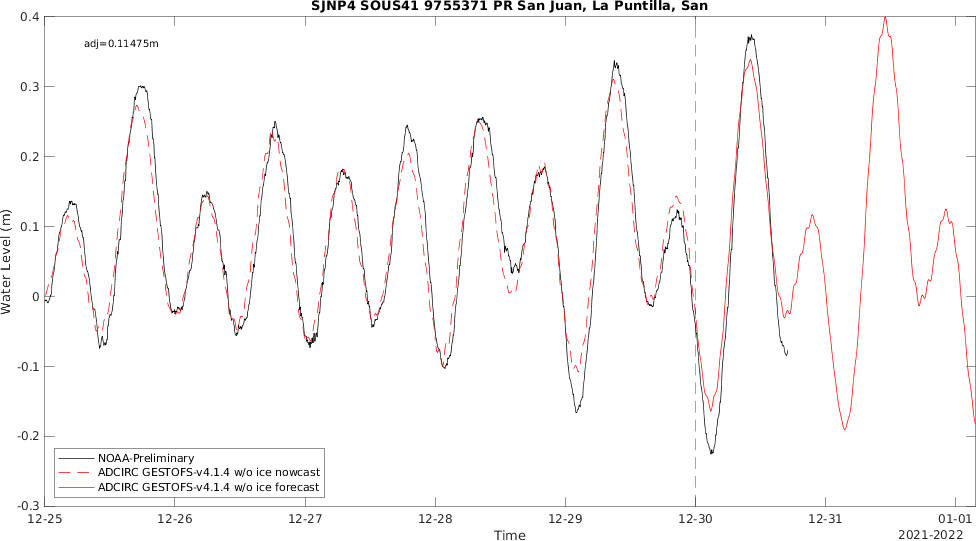 SJNP4 SOUS41 9755371 PR San Juan, La Puntilla, San
adj=0.11475m
0.4
0.3
0.2
0.1
0
-0.1
-0.2
-0.3
Water Level (m)
NOAA-Preliminary
ADCIRC GESTOFS-v4.1.4 w/o ice nowcast
ADCIRC GESTOFS-v4.1.4 w/o ice forecast
12-25 12-26 12-27 12-28 12-29 12-30 12-31 01-01
Time
2021-2022